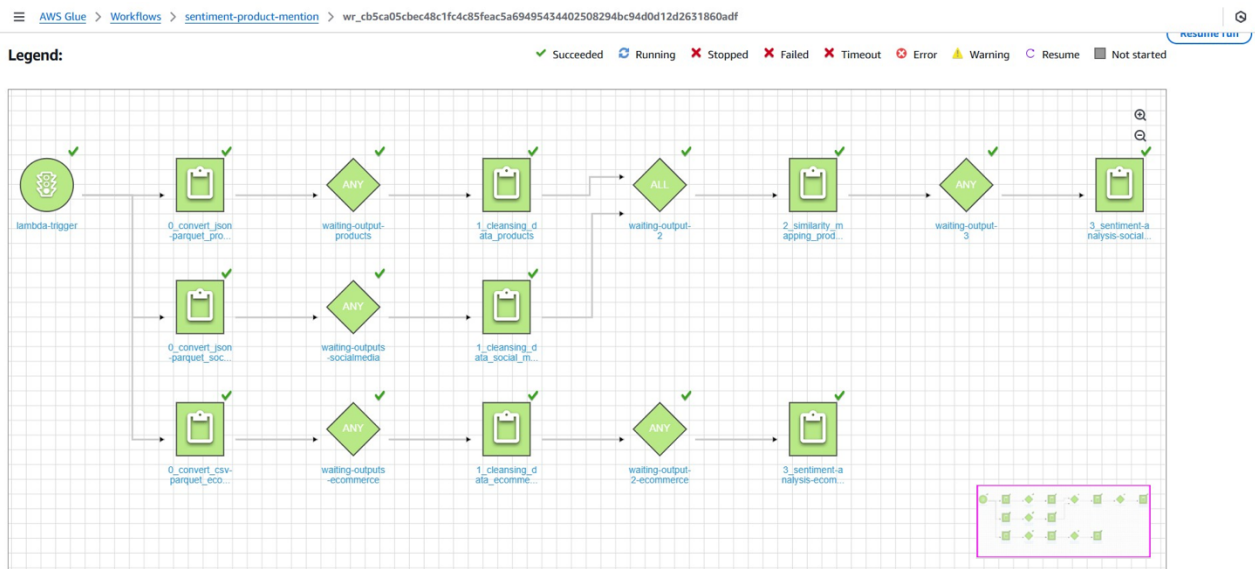 AWS Glue > Workflows > sentiment-product-mention > wr_cb5ca05cbec48c1fc4c85feac5a69495434402508294bc94d0d12d2631860adf
Resume run
Legend:
Succeeded Running Stopped Failed Timeout Error Warning Resume Not started
ANY
ALL
ANY
lambda-trigger
0_convert_json
-parquet_pro...
waiting-output-
products
1_cleansing_d
ata_products
waiting-output-
2
2_similarity_m
apping_prod...
waiting-output-
3
3_sentiment-a
nalysis-social...
ANY
0_convert_json
-parquet_soc...
waiting-outputs
-socialmedia
1_cleansing_d
ata_social_m...
ANY
ANY
0_convert_csv-
parquet_eco...
waiting-outputs
-ecommerce
1_cleansing_d
ata_ecomme...
waiting-output-
2-ecommerce
3_sentiment-a
nalysis-ecom...